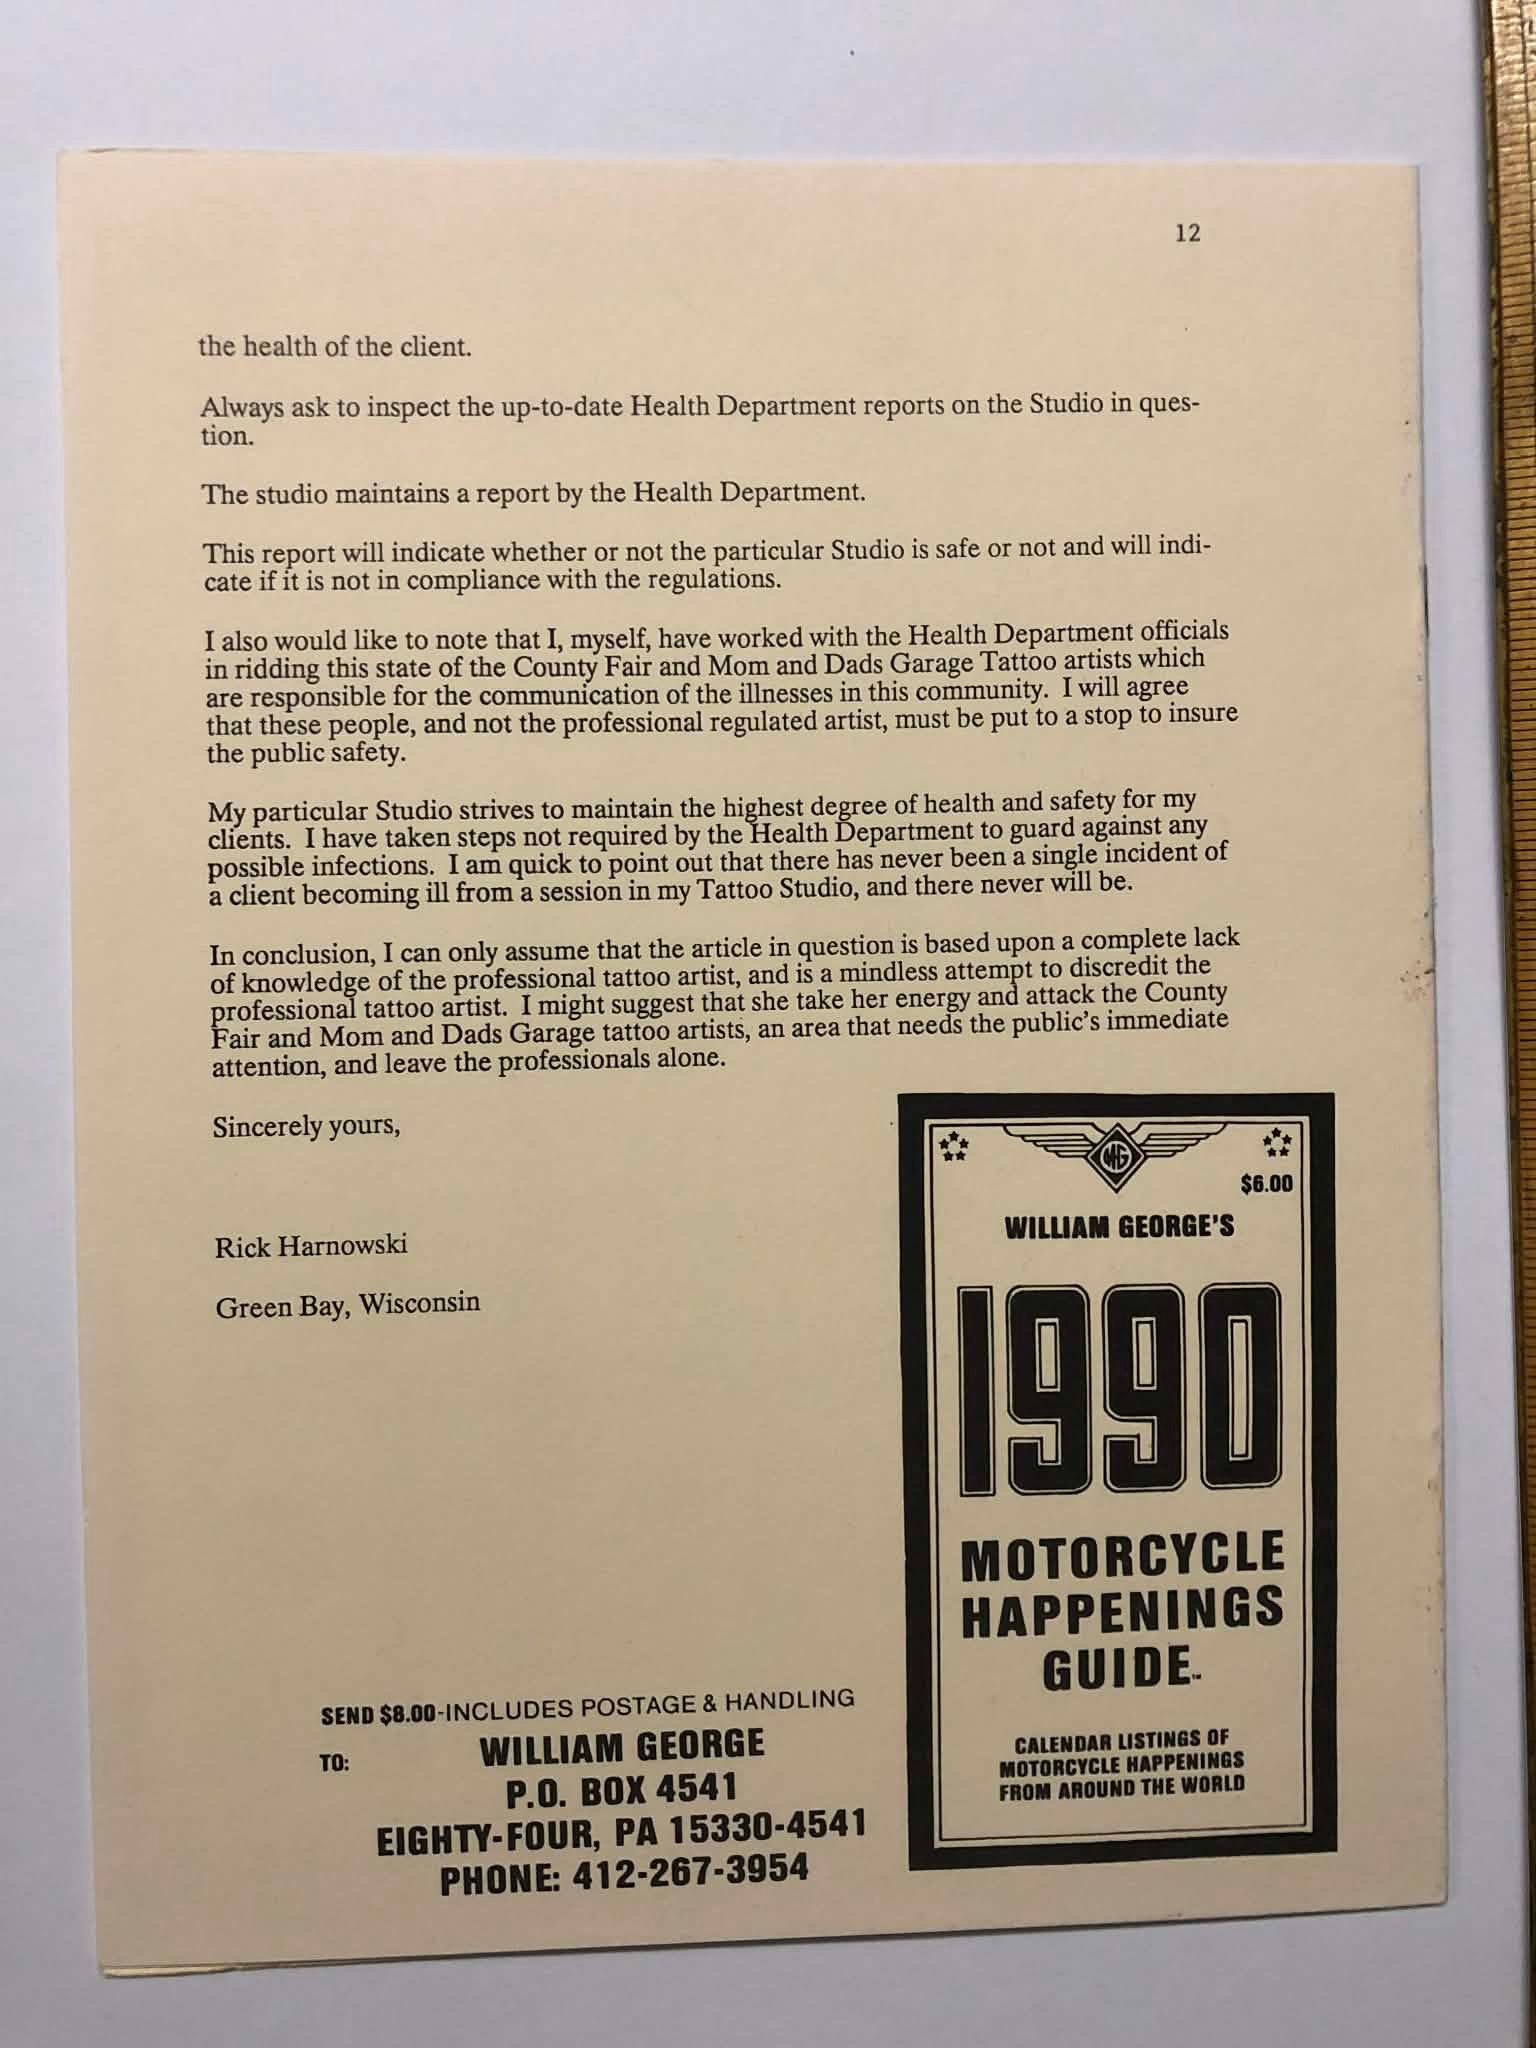 12
the health of the client.
Always ask to inspect the up-to-date Health Department reports on the Studio in ques-
tion.
The studio maintains a report by the Health Department.
This report will indicate whether or not the particular Studio is safe or not and will indi-
cate if it is not in compliance with the regulations.
I also would like to note that I, myself, have worked with the Health Department officials
in ridding this state of the County Fair and Mom and Dads Garage Tattoo artists which
are responsible for the communication of the illnesses in this community. I will agree
that these people, and not the professional regulated artist, must be put to a stop to insure
the public safety.
My particular Studio strives to maintain the highest degree of health and safety for my
clients. I have taken steps not required by the Health Department to guard against any
possible infections. I am quick to point out that there has never been a single incident of
a client becoming ill from a session in my Tattoo Studio, and there never will be.
In conclusion, I can only assume that the article in question is based upon a complete lack
of knowledge of the professional tattoo artist, and is a mindless attempt to discredit the
professional tattoo artist. I might suggest that she take her energy and attack the County
Fair and Mom and Dads Garage tattoo artists, an area that needs the public's immediate
attention, and leave the professionals alone.
Sincerely yours,
Rick Harnowski
Green Bay, Wisconsin
MG
$6.00
WILLIAM GEORGE'S
1990
MOTORCYCLE
HAPPENINGS
GUIDE™
CALENDAR LISTINGS OF
MOTORCYCLE HAPPENINGS
FROM AROUND THE WORLD
SEND $8.00-INCLUDES POSTAGE & HANDLING
TO: WILLIAM GEORGE
P.O. BOX 4541
EIGHTY-FOUR, PA 15330-4541
PHONE: 412-267-3954